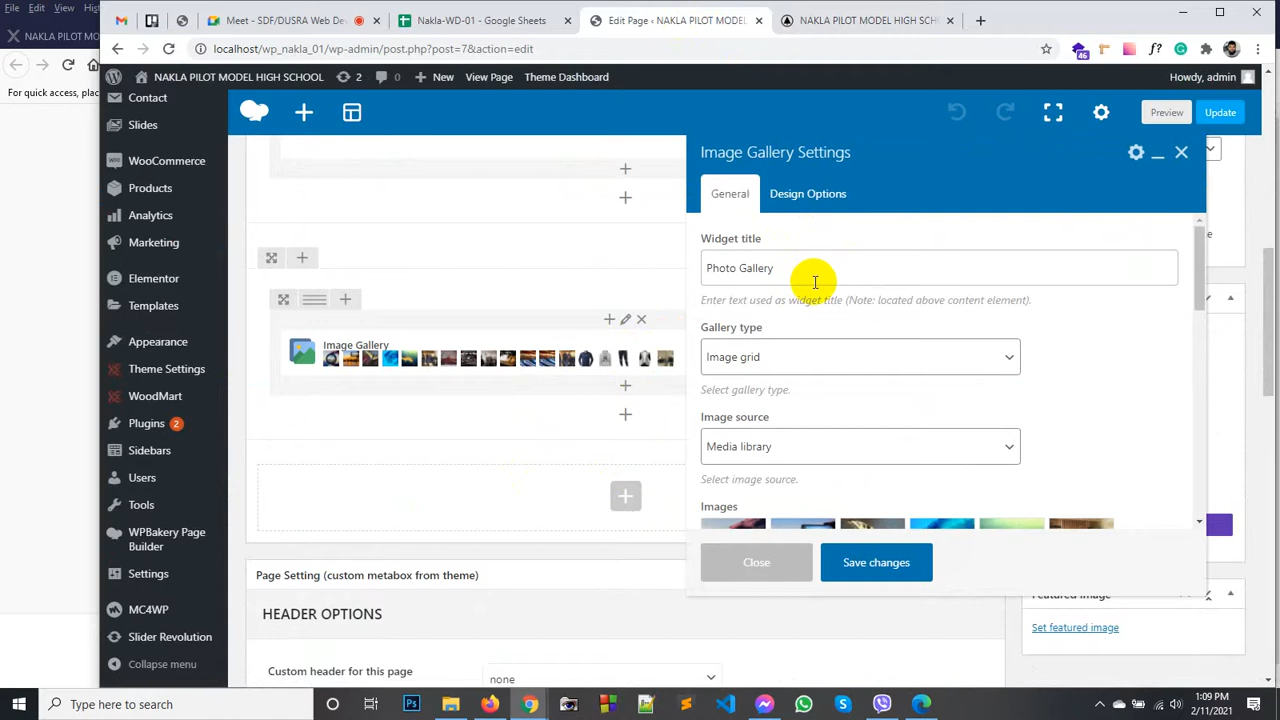 Meet - SDF/DUSRA Web De
Nakla-WD-01 - Google Sheets
Edit Page ‹ NAKLA PILOT MODEL
NAKLA PILOT MODEL HIGH SCH
NAKLA PILOT M
localhost/wp_nakla_01/wp-admin/post.php?post=7&action=edit
46
f?
For quick access, plac
NAKLA PILOT MODEL HIGH SCHOOL
2
0
New
View Page
Theme Dashboard
Howdy, admin
Contact
Slides
WooCommerce
Products
Analytics
Marketing
Elementor
Templates
Appearance
Theme Settings
WoodMart
Plugins 2
Sidebars
Users
Tools
WPBakery Page
Builder
Settings
MC4WP
Slider Revolution
Collapse menu
Preview
Update
Image Gallery
Image Gallery Settings
General
Design Options
Widget title
Photo Gallery
Enter text used as widget title (Note: located above content element).
Gallery type
Image grid
Select gallery type.
Image source
Media library
Select image source.
Images
Close
Save changes
Page Setting (custom metabox from theme)
HEADER OPTIONS
Custom header for this page
none
Featured image
Set featured image
Type here to search
Ps
1:09 PM
2/11/2021